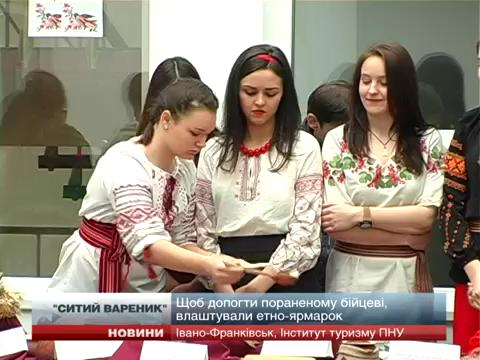 "СИТИЙ ВАРЕНИК"
Щоб допогти пораненому бійцеві,
влаштували етно-ярмарок
НОВИНИ
Івано-Франківськ, Інститут туризму ПНУ